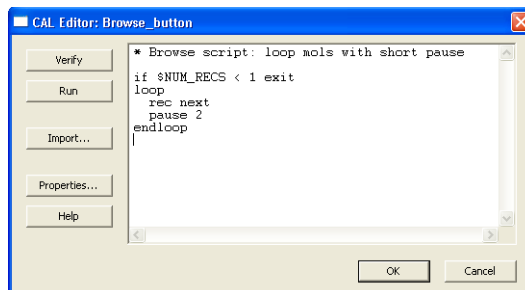 CAL Editor: Browse_button
Verify
Run
Import...
Properties...
Help
* Browse script: loop mols with short pause
if $NUM_RECS < 1 exit
loop
rec next
pause 2
endloop
OK
Cancel